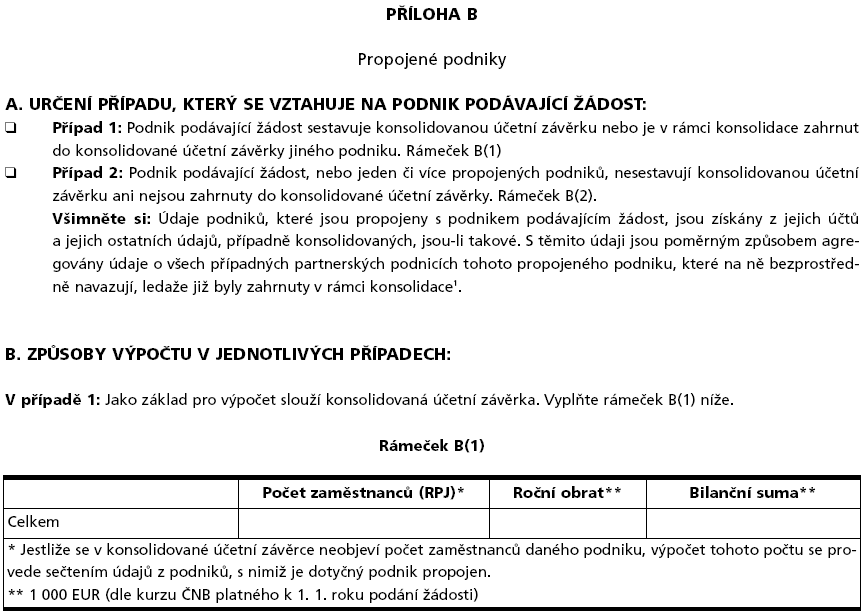 PŘÍLOHA B
Propojené podniky
A. URČENÍ PŘÍPADU, KTERÝ SE VZTAHUJE NA PODNIK PODÁVAJÍCÍ ŽÁDOST:
❑ Případ 1: Podnik podávající žádost sestavuje konsolidovanou účetní závěrku nebo je v rámci konsolidace zahrnut
do konsolidované účetní závěrky jiného podniku. Rámeček B(1)
❑ Případ 2: Podnik podávající žádost, nebo jeden či více propojených podniků, nesestavují konsolidovanou účetní
závěrku ani nejsou zahrnuty do konsolidované účetní závěrky. Rámeček B(2).
Všimněte si: Údaje podniků, které jsou propojeny s podnikem podávajícím žádost, jsou získány z jejich účtů
a jejich ostatních údajů, případně konsolidovaných, jsou-li takové. S těmito údaji jsou poměrným způsobem agre-
govány údaje o všech případných partnerských podnicích tohoto propojeného podniku, které na ně bezprostřed-
ně navazují, ledaže již byly zahrnuty v rámci konsolidace¹.
B. ZPŮSOBY VÝPOČTU V JEDNOTLIVÝCH PŘÍPADECH:
V případě 1: Jako základ pro výpočet slouží konsolidovaná účetní závěrka. Vyplňte rámeček B(1) níže.
Rámeček B(1)
Počet zaměstnanců (RPJ)* Roční obrat** Bilanční suma**
Celkem
* Jestliže se v konsolidované účetní závěrce neobjeví počet zaměstnanců daného podniku, výpočet tohoto počtu se pro-
vede sečtením údajů z podniků, s nimiž je dotyčný podnik propojen.
** 1 000 EUR (dle kurzu ČNB platného k 1. 1. roku podání žádosti)